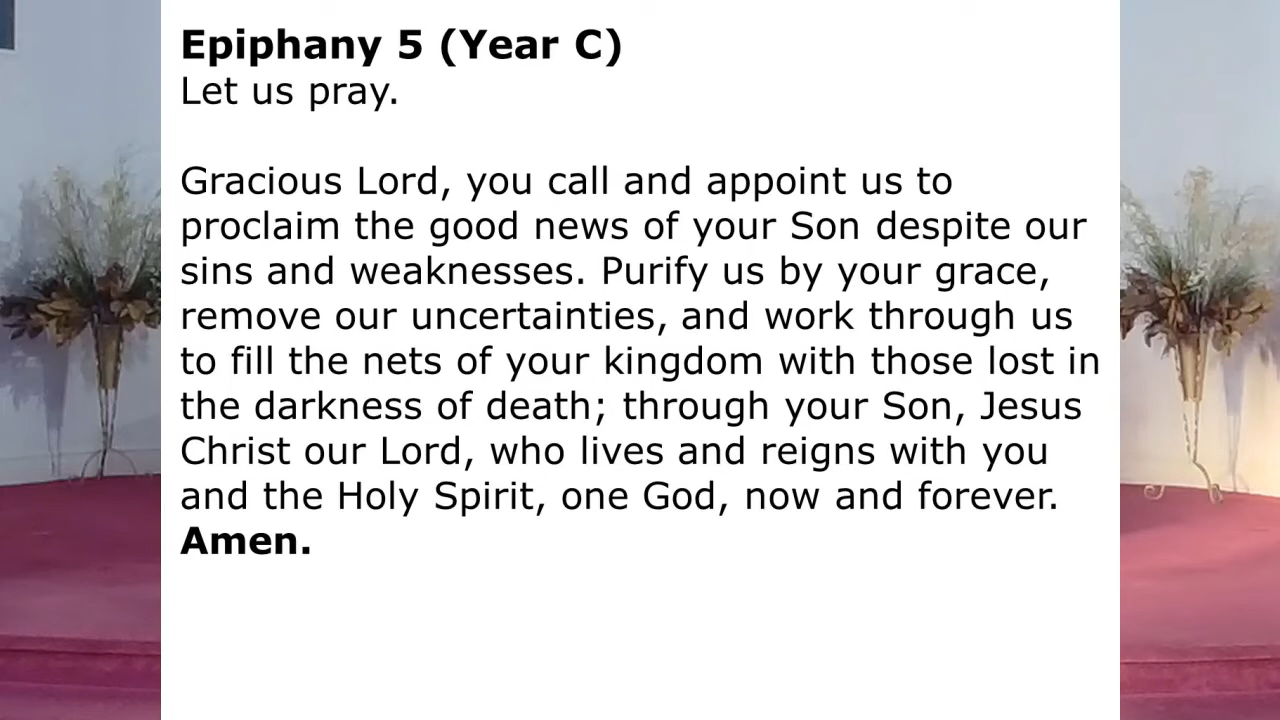 Epiphany 5 (Year C)
Let us pray.
Gracious Lord, you call and appoint us to
proclaim the good news of your Son despite our
sins and weaknesses. Purify us by your grace,
remove our uncertainties, and work through us
to fill the nets of your kingdom with those lost in
the darkness of death; through your Son, Jesus
Christ our Lord, who lives and reigns with you
and the Holy Spirit, one God, now and forever.
Amen.